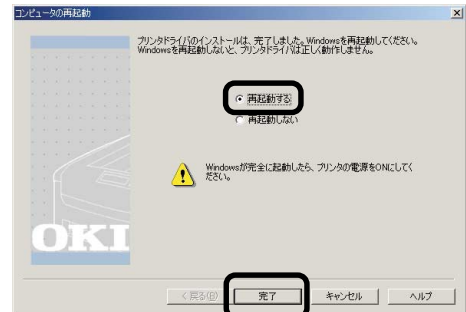 コンピュータの再起動
プリンタドライバのインストールは、完了しました。Windowsを再起動してください。
Windowsを再起動しないと、プリンタドライバは正しく動作しません。
再起動する
再起動しない
Windowsが完全に起動したら、プリンタの電源をONにしてく
ださい。
OKI
< 戻る(B)
完了
キャンセル
ヘルプ